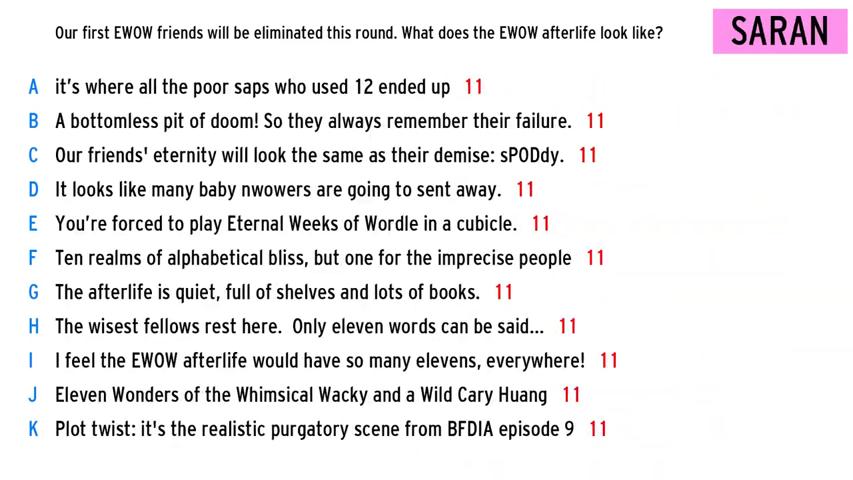 Our first EWOW friends will be eliminated this round. What does the EWOW afterlife look like?
SARAN
A it's where all the poor saps who used 12 ended up 11
B A bottomless pit of doom! So they always remember their failure. 11
C Our friends' eternity will look the same as their demise: sPODdy. 11
D It looks like many baby nwowers are going to sent away. 11
E You're forced to play Eternal Weeks of Wordle in a cubicle. 11
F Ten realms of alphabetical bliss, but one for the imprecise people 11
G The afterlife is quiet, full of shelves and lots of books. 11
H The wisest fellows rest here.  Only eleven words can be said... 11
I I feel the EWOW afterlife would have so many elevens, everywhere! 11
J Eleven Wonders of the Whimsical Wacky and a Wild Cary Huang 11
K Plot twist: it's the realistic purgatory scene from BFDIA episode 9 11